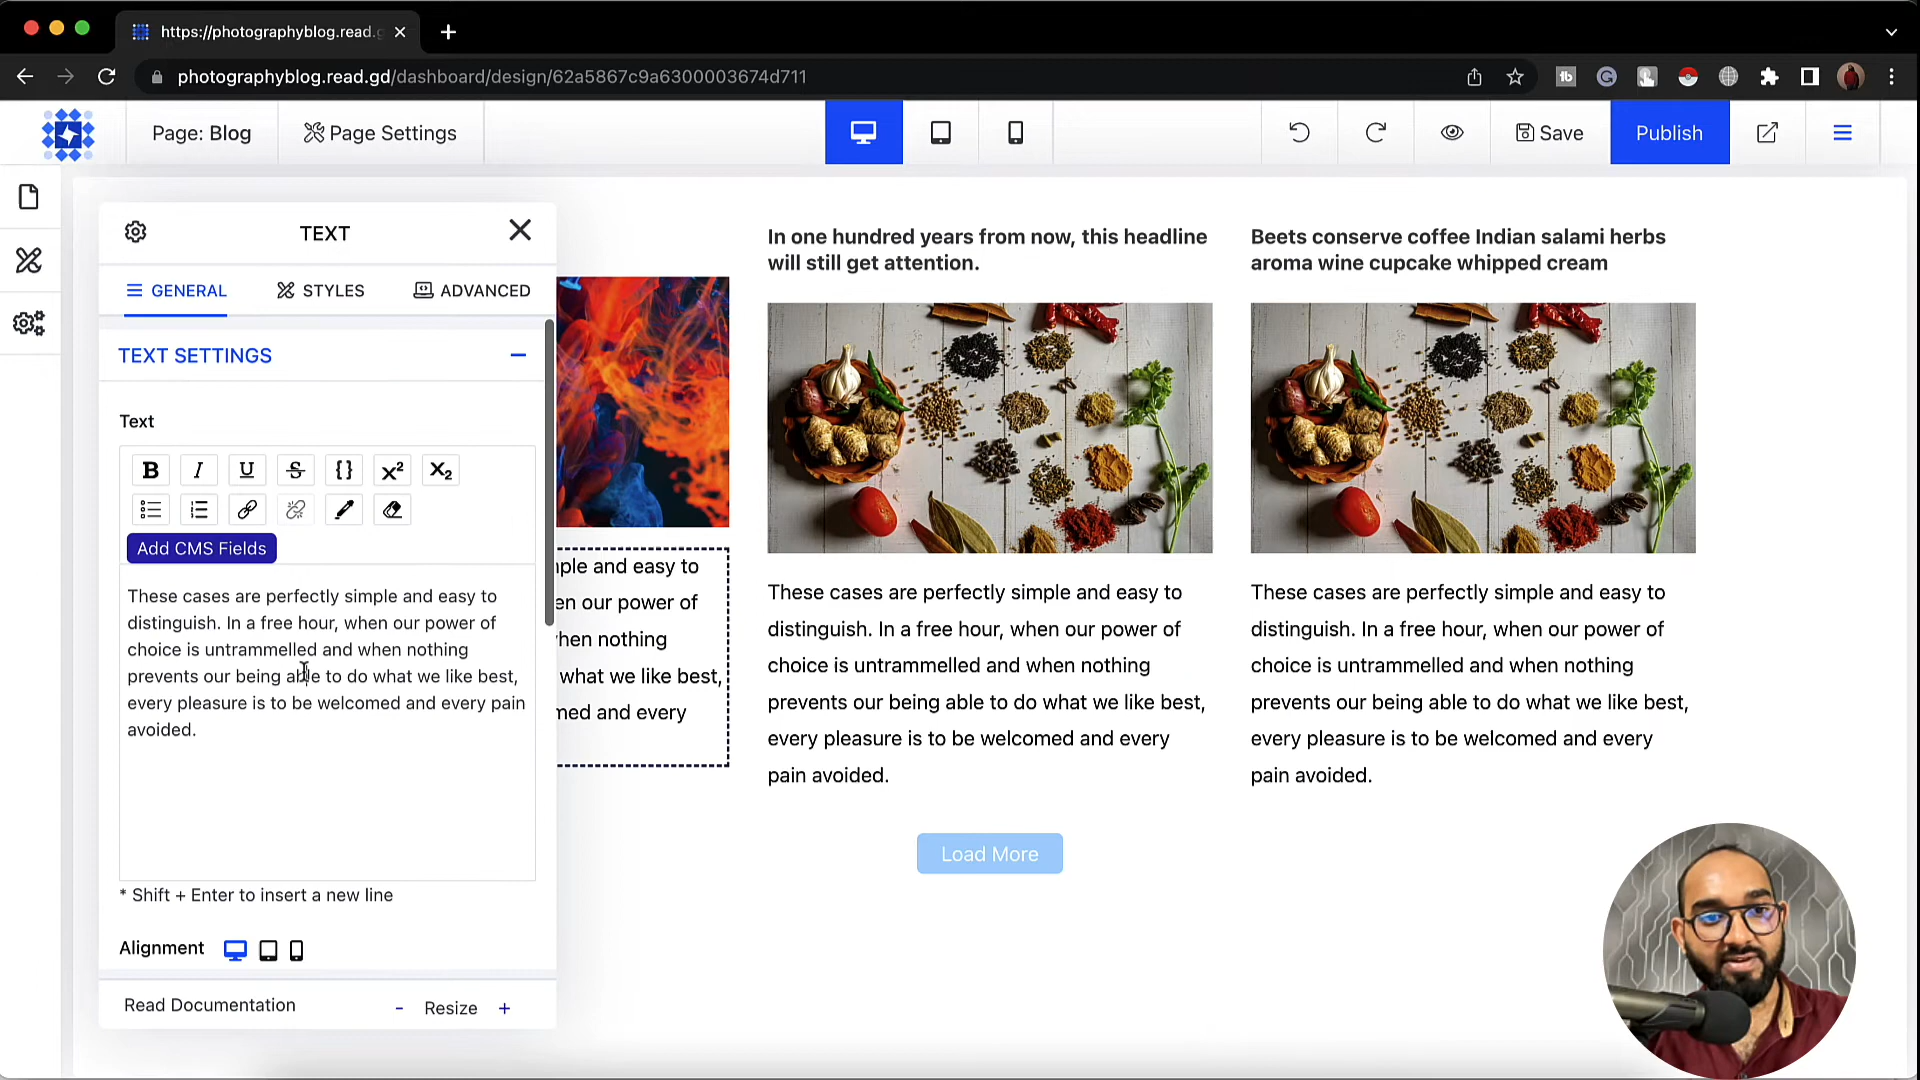 https://photographyblog.read.g
photographyblog.read.gd/dashboard/design/62a5867c9a6300003674d711
Page: Blog
Page Settings
Save
Publish
TEXT
GENERAL
STYLES
ADVANCED
TEXT SETTINGS
Text
B
I
U
S
{}
X²
X₂
Add CMS Fields
These cases are perfectly simple and easy to
distinguish. In a free hour, when our power of
choice is untrammelled and when nothing
prevents our being able to do what we like best,
every pleasure is to be welcomed and every pain
avoided.
* Shift + Enter to insert a new line
Alignment
Read Documentation
- Resize +
ple and easy to
en our power of
hen nothing
what we like best,
med and every
In one hundred years from now, this headline
will still get attention.
These cases are perfectly simple and easy to
distinguish. In a free hour, when our power of
choice is untrammelled and when nothing
prevents our being able to do what we like best,
every pleasure is to be welcomed and every
pain avoided.
Beets conserve coffee Indian salami herbs
aroma wine cupcake whipped cream
These cases are perfectly simple and easy to
distinguish. In a free hour, when our power of
choice is untrammelled and when nothing
prevents our being able to do what we like best,
every pleasure is to be welcomed and every
pain avoided.
Load More